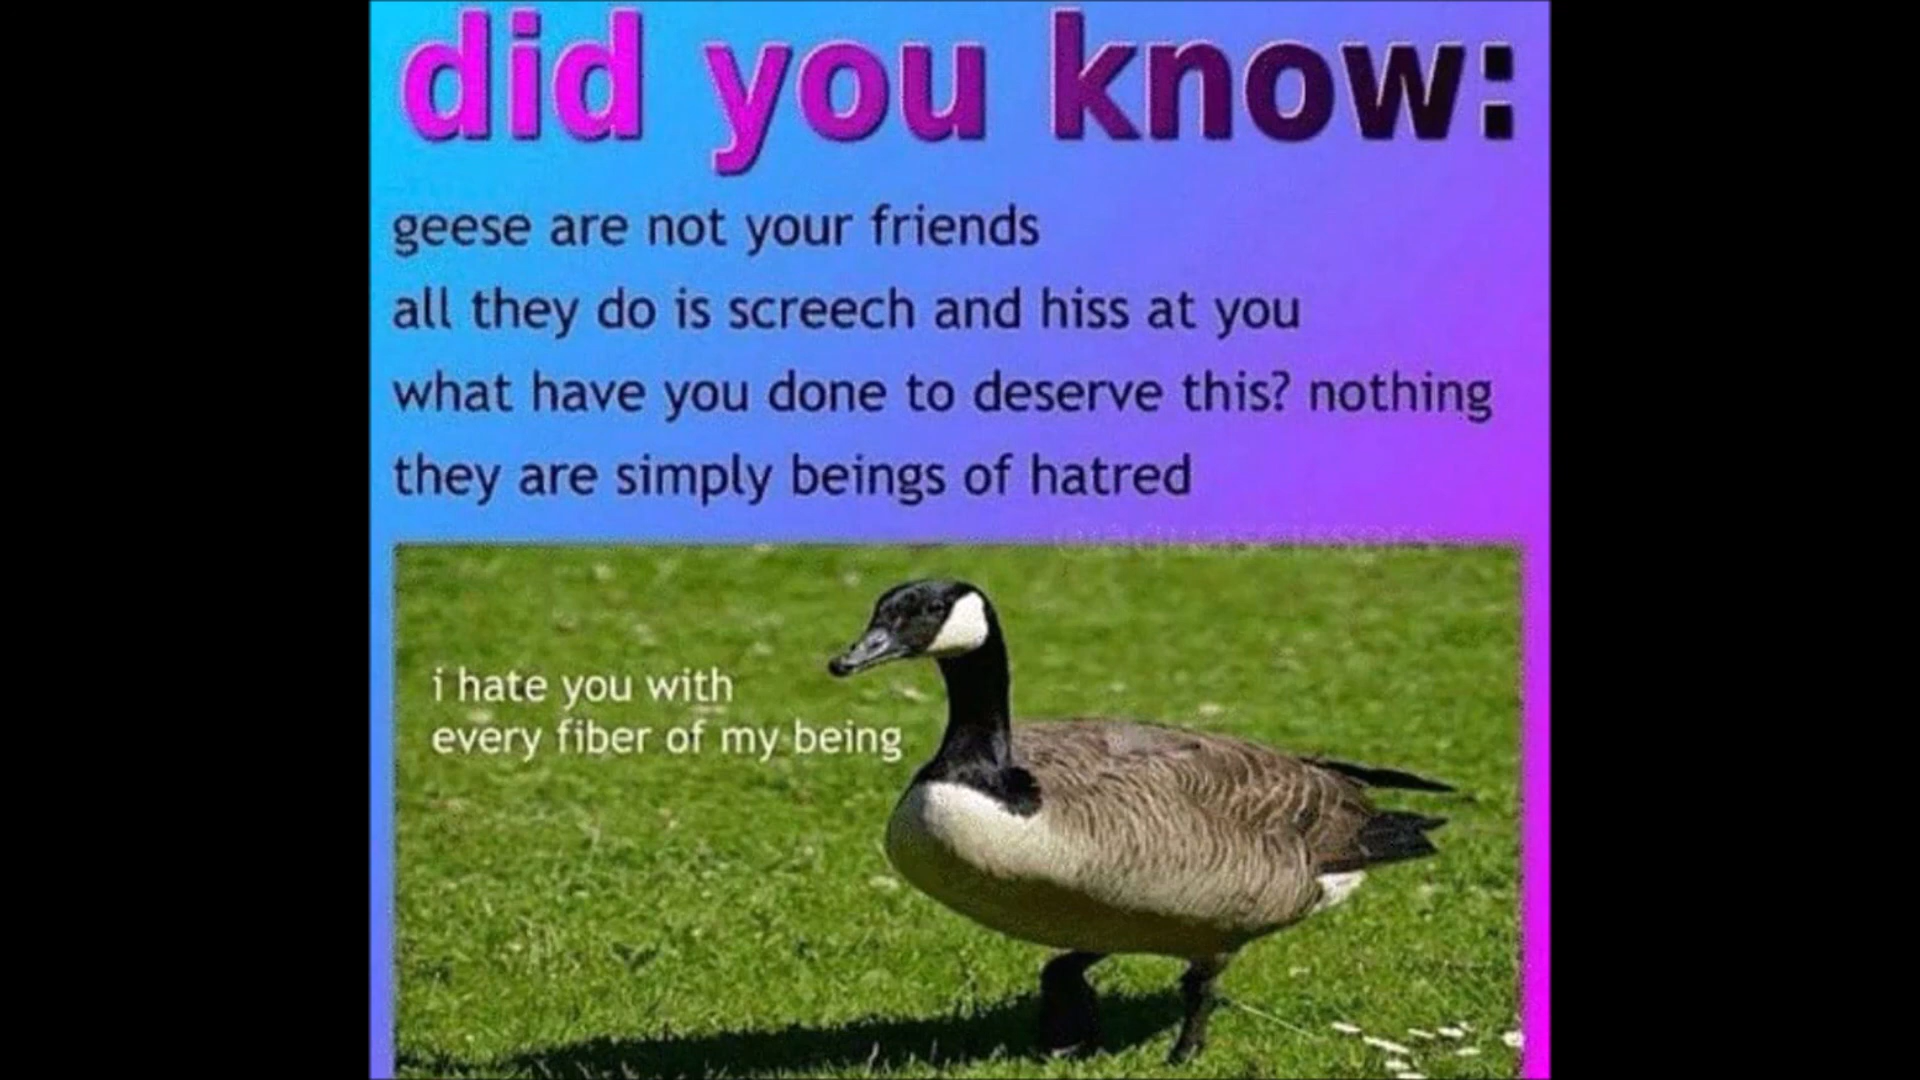 did you know:
geese are not your friends
all they do is screech and hiss at you
what have you done to deserve this? nothing
they are simply beings of hatred
i hate you with
every fiber of my being